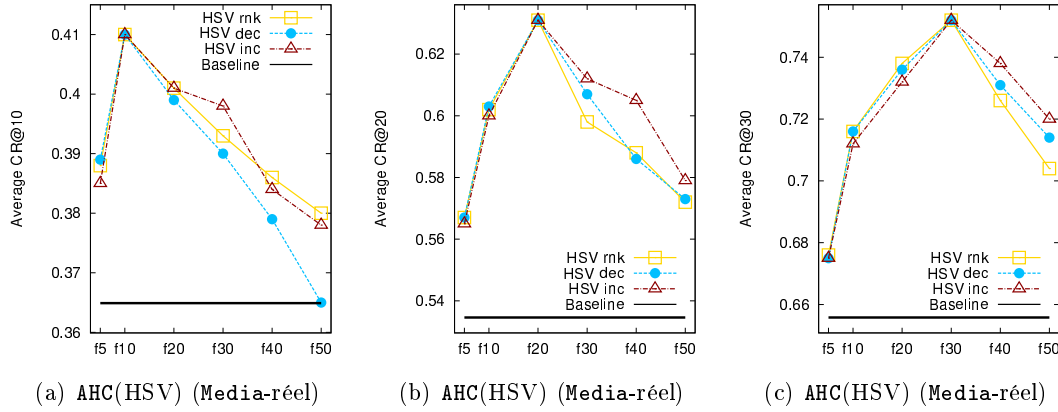 Average CR@10
0.41
0.4
0.39
0.38
0.37
0.36
f5 f10 f20 f30 f40 f50
HSV rnk
HSV dec
HSV inc
Baseline
(a) AHC(HSV) (Media-réel)
Average CR@20
0.62
0.6
0.58
0.56
0.54
f5 f10 f20 f30 f40 f50
HSV rnk
HSV dec
HSV inc
Baseline
(b) AHC(HSV) (Media-réel)
Average CR@30
0.74
0.72
0.7
0.68
0.66
f5 f10 f20 f30 f40 f50
HSV rnk
HSV dec
HSV inc
Baseline
(c) AHC(HSV) (Media-réel)